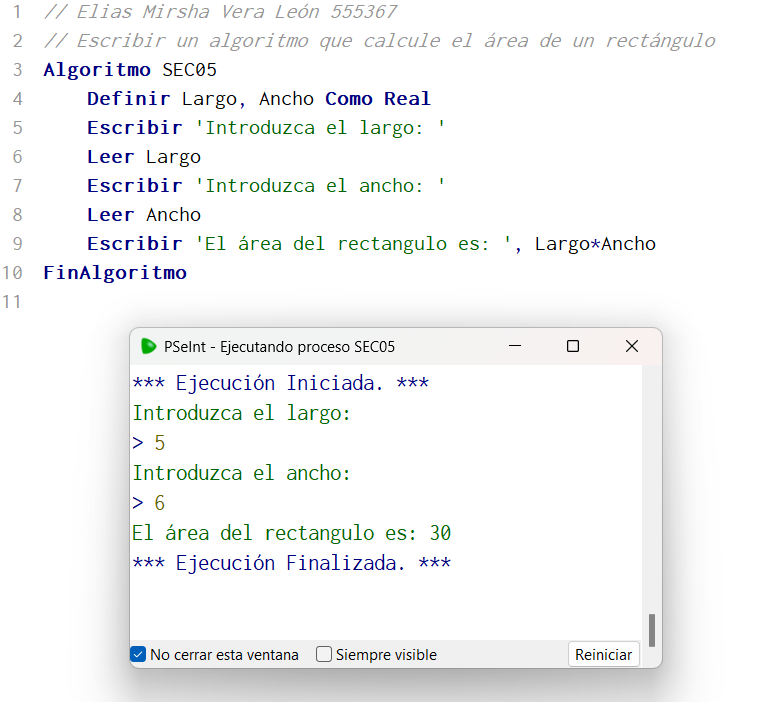 1 // Elias Mirsha Vera León 555367
2 // Escribir un algoritmo que calcule el área de un rectángulo
3 Algoritmo SEC05
4 Definir Largo, Ancho Como Real
5 Escribir 'Introduzca el largo: '
6 Leer Largo
7 Escribir 'Introduzca el ancho: '
8 Leer Ancho
9 Escribir 'El área del rectangulo es: ', Largo*Ancho
10 FinAlgoritmo
11
PSeInt - Ejecutando proceso SEC05
*** Ejecución Iniciada. ***
Introduzca el largo:
> 5
Introduzca el ancho:
> 6
El área del rectangulo es: 30
*** Ejecución Finalizada. ***
No cerrar esta ventana Siempre visible Reiniciar